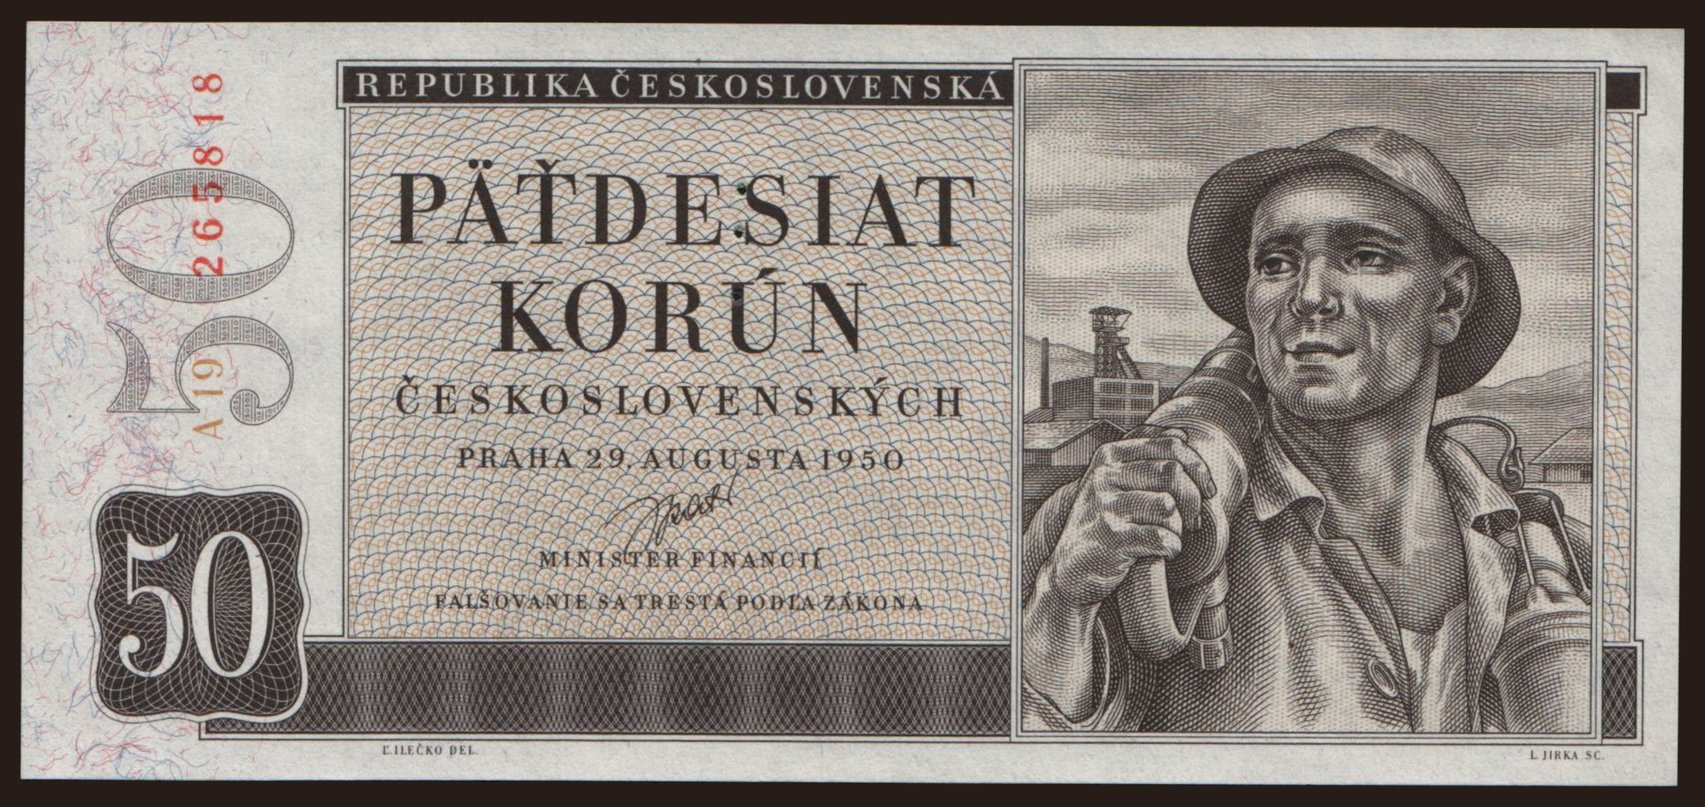 REPUBLIKA ČESKOSLOVENSKÁ
PÄŤDESIAT
KORÚN
ČESKOSLOVENSKÝCH
PRAHA 29. AUGUSTA 1950
MINISTER FINANCIÍ
FALŠOVANIE SA TRESTÁ PODĽA ZÁKONA
50
A 19 265818
50
Ľ. ILEČKO DEL.
L. JIRKA SC.